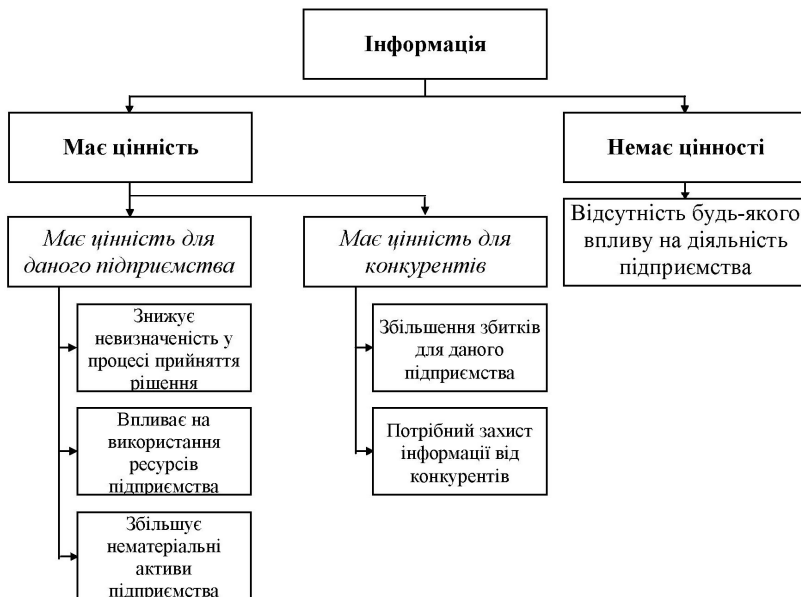 Інформація
Має цінність
Немає цінності
Має цінність для
даного підприємства
Має цінність для
конкурентів
Відсутність будь-якого
впливу на діяльність
підприємства
Знижує
невизначеність у
процесі прийняття
рішення
Впливає на
використання
ресурсів
підприємства
Збільшує
нематеріальні
активи
підприємства
Збільшення збитків
для даного
підприємства
Потрібний захист
інформації від
конкурентів